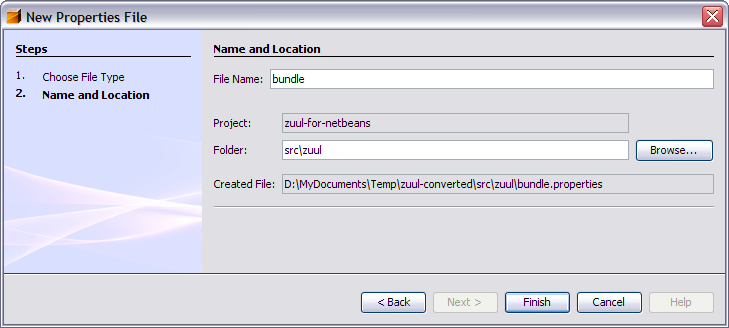 New Properties File
Steps
1. Choose File Type
2. Name and Location
Name and Location
File Name: bundle
Project: zuul-for-netbeans
Folder: src\zuul Browse...
Created File: D:\MyDocuments\Temp\zuul-converted\src\zuul\bundle.properties
< Back Next > Finish Cancel Help